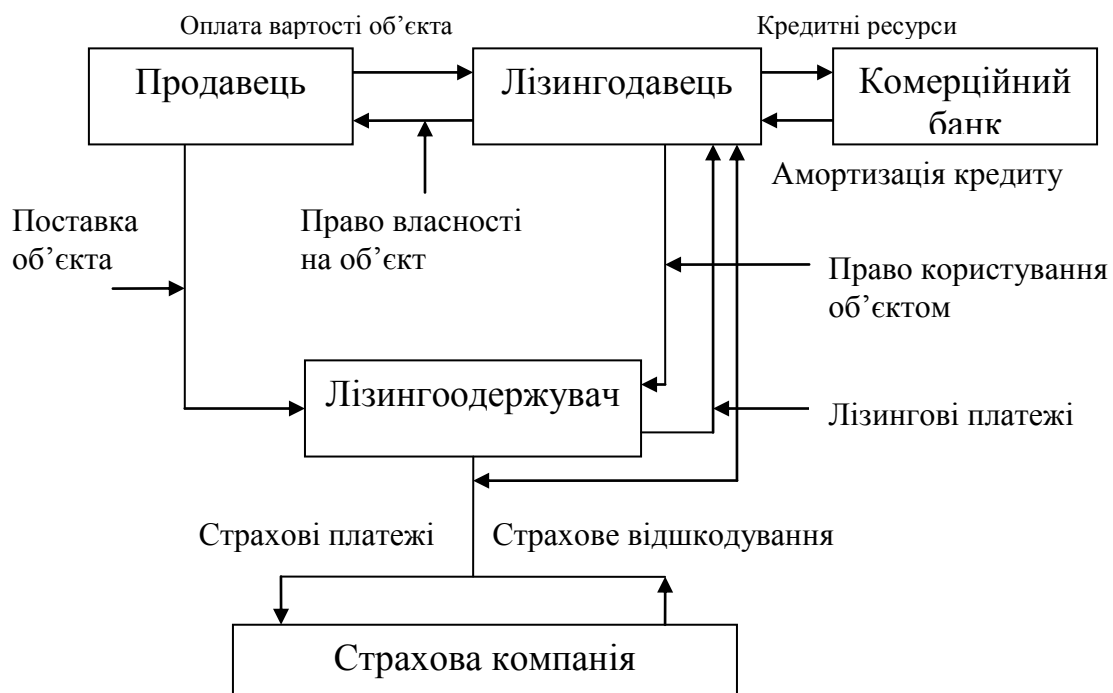 Оплата вартості об’єкта
Кредитні ресурси
Продавець
Лізингодавець
Комерційний
банк
Амортизація кредиту
Поставка
об’єкта
Право власності
на об’єкт
Право користування
об’єктом
Лізингоодержувач
Лізингові платежі
Страхові платежі
Страхове відшкодування
Страхова компанія